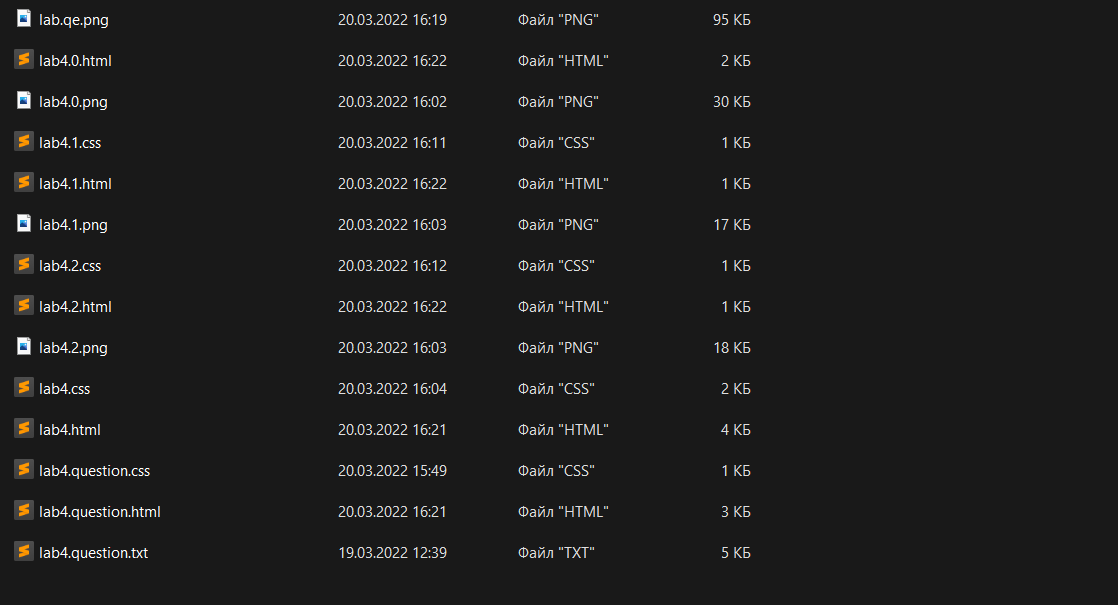 lab.qe.png 20.03.2022 16:19 Файл "PNG" 95 КБ
lab4.0.html 20.03.2022 16:22 Файл "HTML" 2 КБ
lab4.0.png 20.03.2022 16:02 Файл "PNG" 30 КБ
lab4.1.css 20.03.2022 16:11 Файл "CSS" 1 КБ
lab4.1.html 20.03.2022 16:22 Файл "HTML" 1 КБ
lab4.1.png 20.03.2022 16:03 Файл "PNG" 17 КБ
lab4.2.css 20.03.2022 16:12 Файл "CSS" 1 КБ
lab4.2.html 20.03.2022 16:22 Файл "HTML" 1 КБ
lab4.2.png 20.03.2022 16:03 Файл "PNG" 18 КБ
lab4.css 20.03.2022 16:04 Файл "CSS" 2 КБ
lab4.html 20.03.2022 16:21 Файл "HTML" 4 КБ
lab4.question.css 20.03.2022 15:49 Файл "CSS" 1 КБ
lab4.question.html 20.03.2022 16:21 Файл "HTML" 3 КБ
lab4.question.txt 19.03.2022 12:39 Файл "TXT" 5 КБ